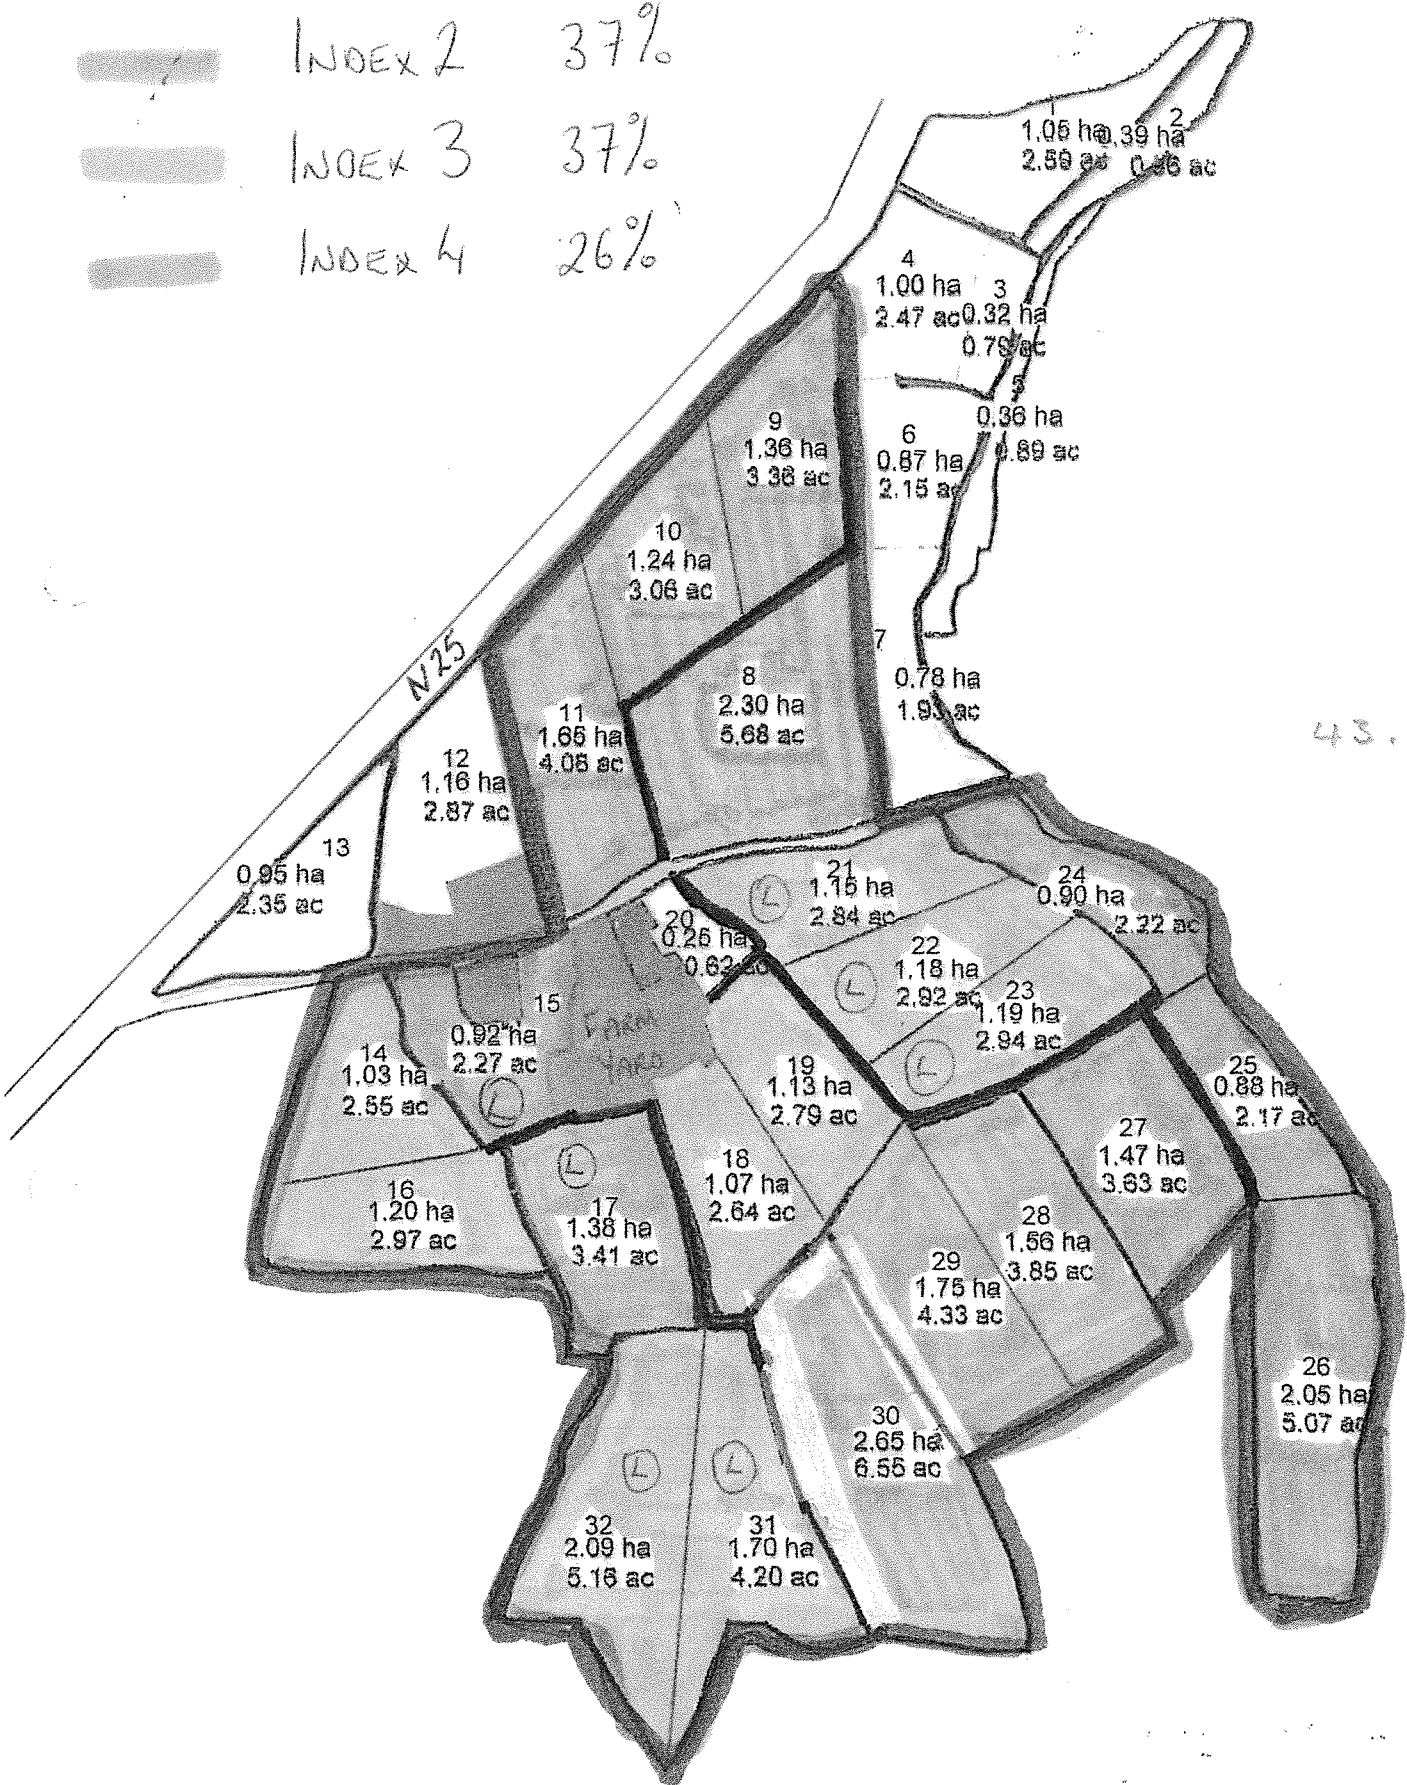 INDEX 2 37%
INDEX 3 37%
INDEX 4 26%
1
1.05 ha
2.59 ac
2
0.39 ha
0.96 ac
4
1.00 ha
2.47 ac
3
0.32 ha
0.79 ac
5
0.36 ha
0.89 ac
6
0.87 ha
2.15 ac
9
1.36 ha
3.36 ac
10
1.24 ha
3.06 ac
7
0.78 ha
1.93 ac
N25
8
2.30 ha
5.68 ac
11
1.65 ha
4.08 ac
43.
12
1.16 ha
2.87 ac
13
0.95 ha
2.35 ac
21
L
1.15 ha
2.84 ac
24
0.90 ha
2.22 ac
20
0.25 ha
0.62 ac
22
L
1.18 ha
2.92 ac
23
1.19 ha
2.94 ac
L
15
0.92 ha
2.27 ac
L
FARM
YARD
14
1.03 ha
2.55 ac
19
1.13 ha
2.79 ac
25
0.88 ha
2.17 ac
27
1.47 ha
3.63 ac
16
1.20 ha
2.97 ac
L
17
1.38 ha
3.41 ac
18
1.07 ha
2.64 ac
28
1.56 ha
3.85 ac
29
1.75 ha
4.33 ac
26
2.05 ha
5.07 ac
30
2.65 ha
6.55 ac
L
32
2.09 ha
5.16 ac
L
31
1.70 ha
4.20 ac